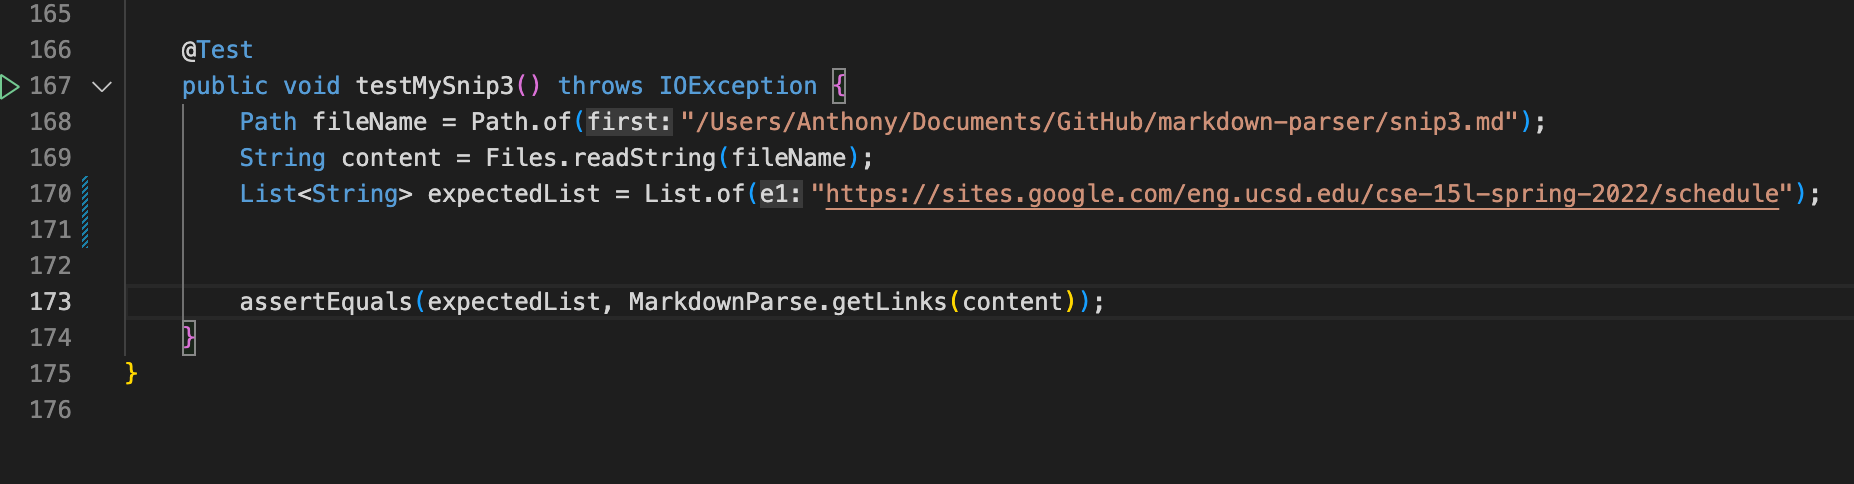 165
166 @Test
167 public void testMySnip3() throws IOException {
168 Path fileName = Path.of(first: "/Users/Anthony/Documents/GitHub/markdown-parser/snip3.md");
169 String content = Files.readString(fileName);
170 List<String> expectedList = List.of(e1: "https://sites.google.com/eng.ucsd.edu/cse-15l-spring-2022/schedule");
171
172
173 assertEquals(expectedList, MarkdownParse.getLinks(content));
174 }
175 }
176